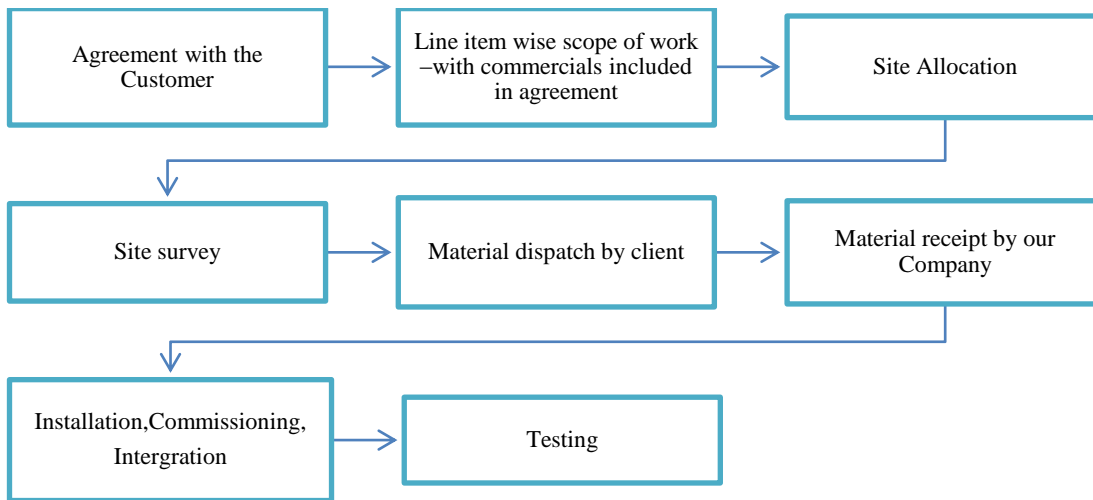 Agreement with the
Customer
Line item wise scope of work
–with commercials included
in agreement
Site Allocation
Site survey
Material dispatch by client
Material receipt by our
Company
Installation,Commissioning,
Intergration
Testing